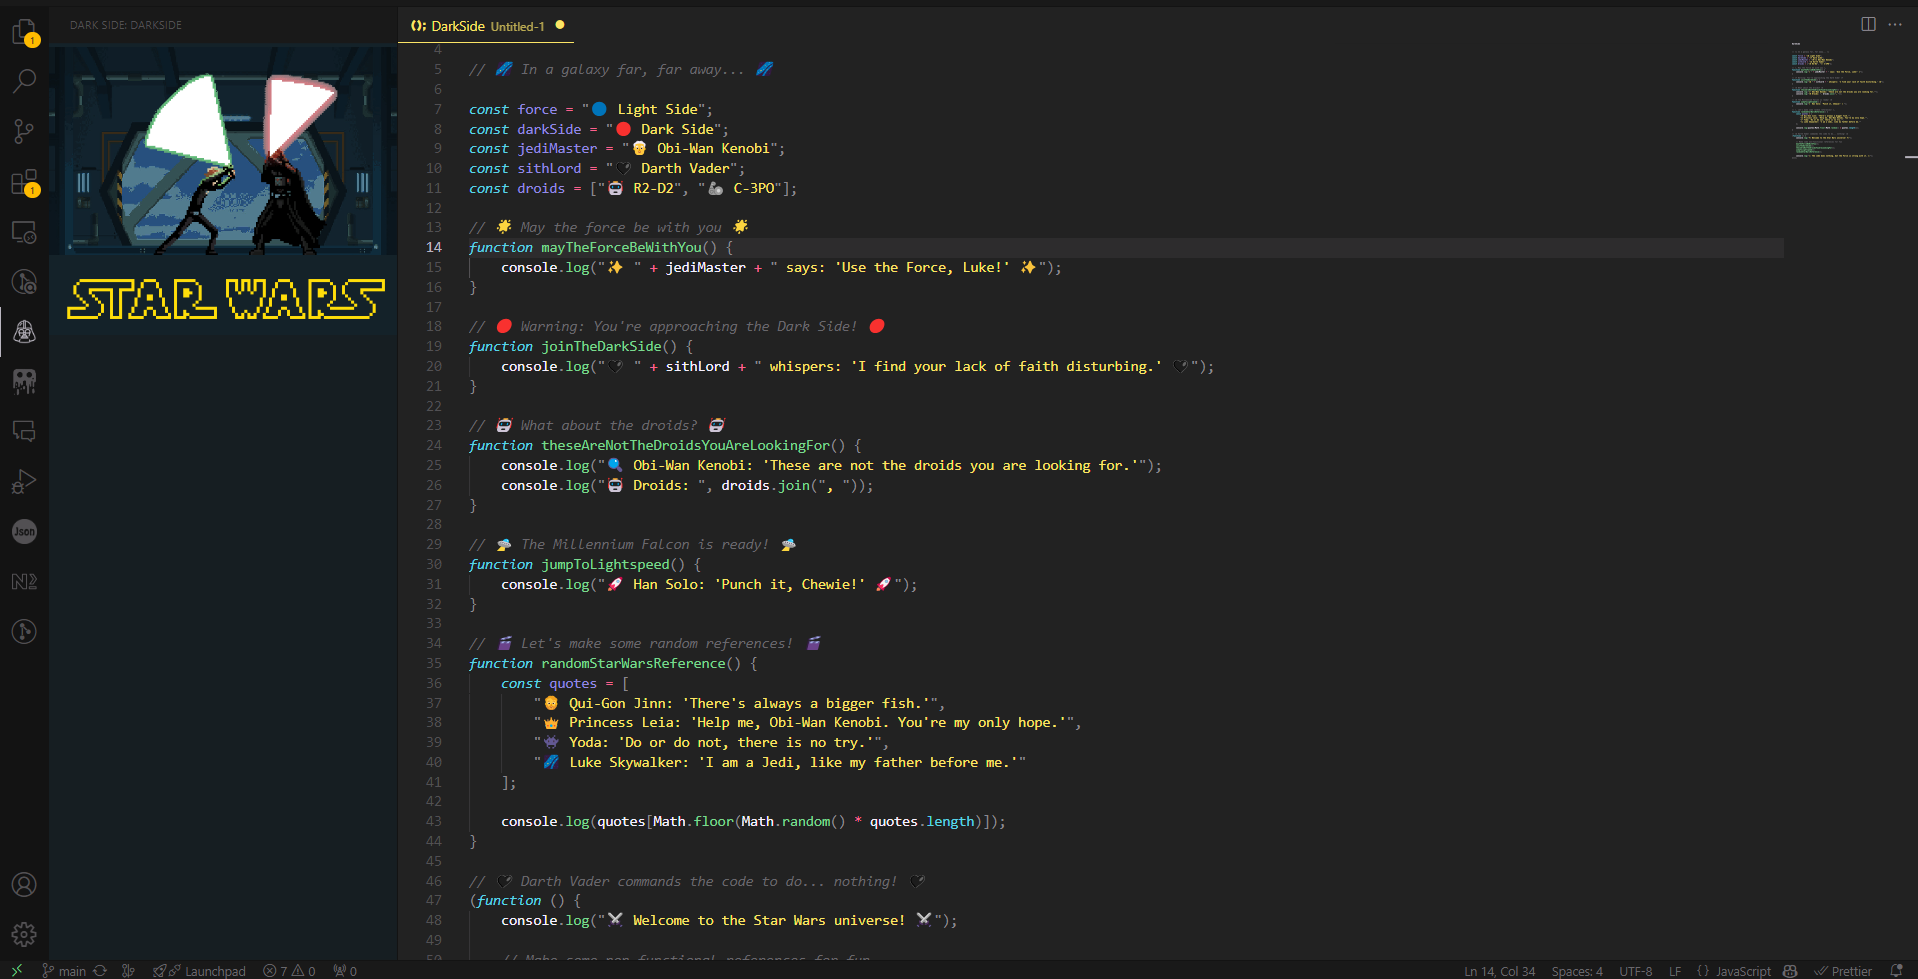 DARK SIDE: DARKSIDE
DarkSide Untitled-1
1
1
STAR WARS
Json
4
5 // 🌌 In a galaxy far, far away... 🌌
6
7 const force = "🔵 Light Side";
8 const darkSide = "🔴 Dark Side";
9 const jediMaster = "👴 Obi-Wan Kenobi";
10 const sithLord = "🖤 Darth Vader";
11 const droids = ["🤖 R2-D2", "🦾 C-3PO"];
12
13 // 🌟 May the force be with you 🌟
14 function mayTheForceBeWithYou() {
15 console.log("✨ " + jediMaster + " says: 'Use the Force, Luke!' ✨");
16 }
17
18 // 🔴 Warning: You're approaching the Dark Side! 🔴
19 function joinTheDarkSide() {
20 console.log("🖤 " + sithLord + " whispers: 'I find your lack of faith disturbing.' 🖤");
21 }
22
23 // 🤖 What about the droids? 🤖
24 function theseAreNotTheDroidsYouAreLookingFor() {
25 console.log("🔍 Obi-Wan Kenobi: 'These are not the droids you are looking for.'");
26 console.log("🤖 Droids: ", droids.join(", "));
27 }
28
29 // 🛸 The Millennium Falcon is ready! 🛸
30 function jumpToLightspeed() {
31 console.log("🚀 Han Solo: 'Punch it, Chewie!' 🚀");
32 }
33
34 // 🎬 Let's make some random references! 🎬
35 function randomStarWarsReference() {
36 const quotes = [
37 "🧔 Qui-Gon Jinn: 'There's always a bigger fish.'",
38 "👑 Princess Leia: 'Help me, Obi-Wan Kenobi. You're my only hope.'",
39 "👾 Yoda: 'Do or do not, there is no try.'",
40 "🌌 Luke Skywalker: 'I am a Jedi, like my father before me.'"
41 ];
42
43 console.log(quotes[Math.floor(Math.random() * quotes.length)]);
44 }
45
46 // 🖤 Darth Vader commands the code to do... nothing! 🖤
47 (function () {
48 console.log("⚔️ Welcome to the Star Wars universe! ⚔️");
49
50 // Make some non-functional references for fun
main Launchpad 7 0 0 Ln 14, Col 34 Spaces: 4 UTF-8 LF {} JavaScript Prettier